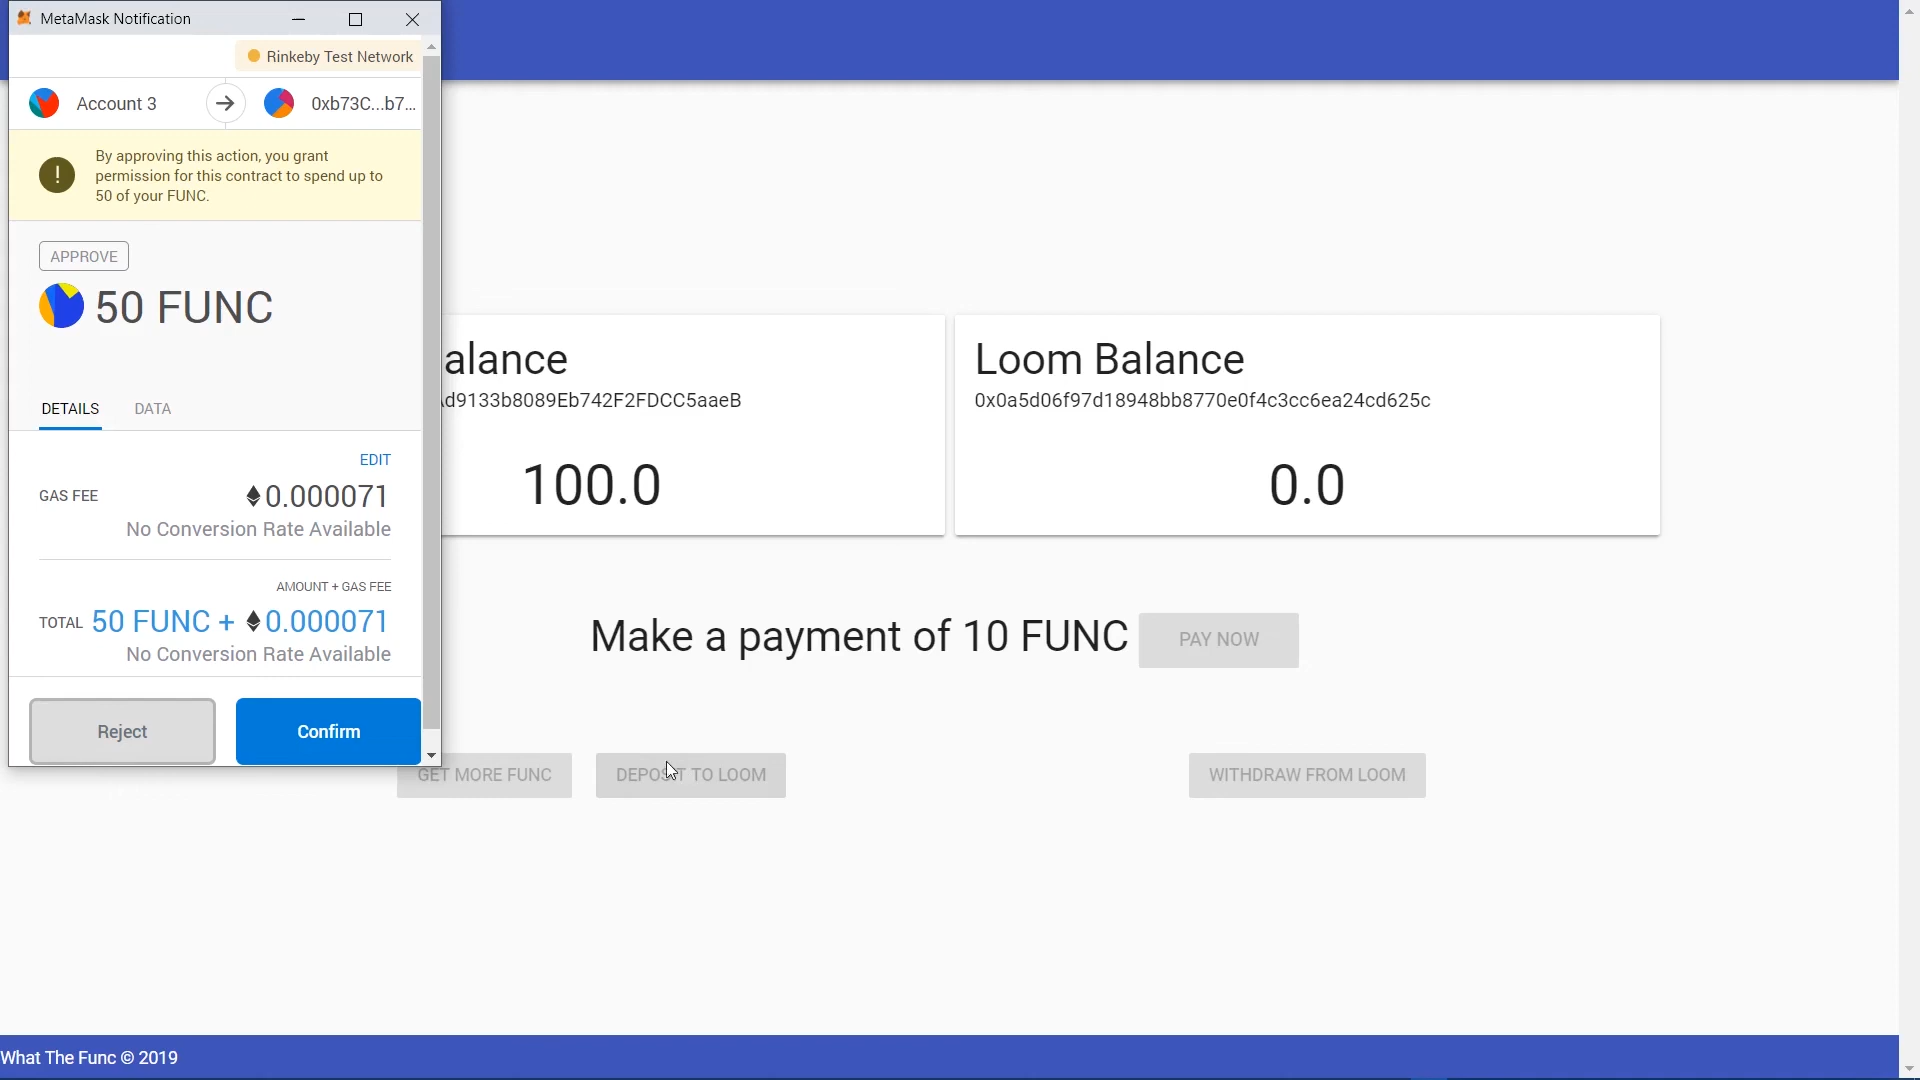 MetaMask Notification
Rinkeby Test Network
Account 3
0xb73C...b7...
By approving this action, you grant
permission for this contract to spend up to
50 of your FUNC.
APPROVE
50 FUNC
DETAILS
DATA
EDIT
GAS FEE
0.000071
No Conversion Rate Available
AMOUNT + GAS FEE
TOTAL
50 FUNC + 0.000071
No Conversion Rate Available
Reject
Confirm
alance
d9133b8089Eb742F2FDCC5aaeB
100.0
Loom Balance
0x0a5d06f97d18948bb8770e0f4c3cc6ea24cd625c
0.0
Make a payment of 10 FUNC
PAY NOW
GET MORE FUNC
DEPOSIT TO LOOM
WITHDRAW FROM LOOM
What The Func © 2019